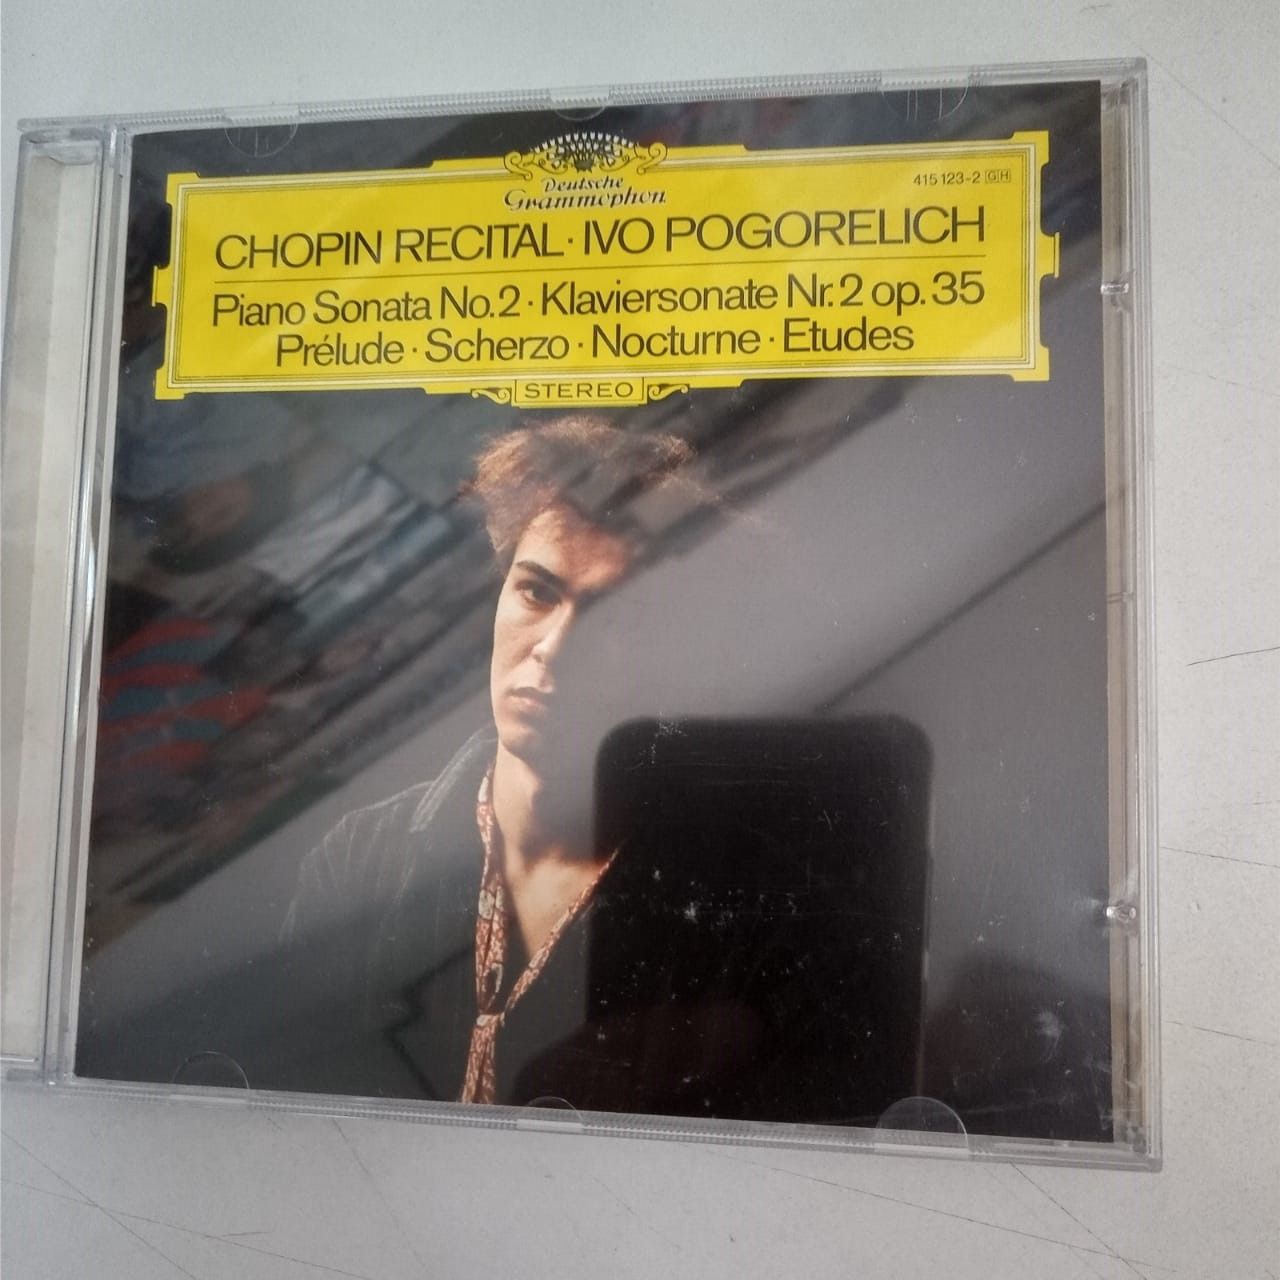 Deutsche
Grammophon
415 123-2 GH
CHOPIN RECITAL · IVO POGORELICH
Piano Sonata No.2 · Klaviersonate Nr.2 op.35
Prélude · Scherzo · Nocturne · Etudes
STEREO